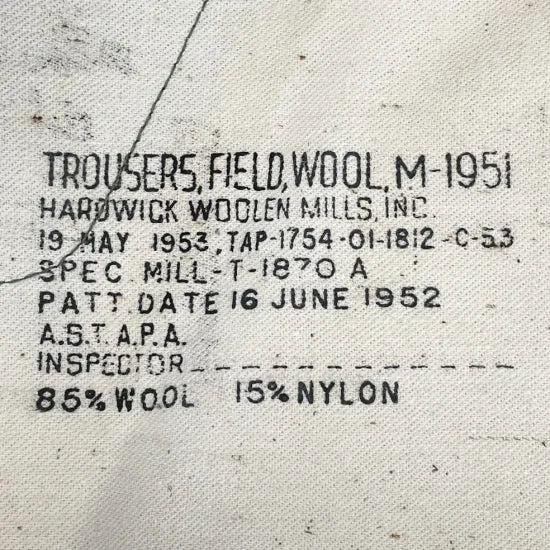 TROUSERS, FIELD, WOOL, M-1951
HARDWICK WOOLEN MILLS, INC.
19 MAY 1953, TAP-1754-01-1812-C-53
SPEC MILL-T-1870 A
PATT. DATE 16 JUNE 1952
A.S.T.A.P.A.
INSPECTOR_ _ _ _ _ _ _ _ _ _ _ _
85% WOOL 15% NYLON